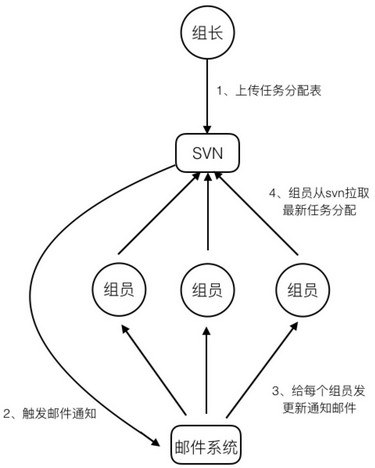 组长
1、上传任务分配表
SVN
4、组员从svn拉取
最新任务分配
组员
组员
组员
3、给每个组员发
更新通知邮件
2、触发邮件通知
邮件系统